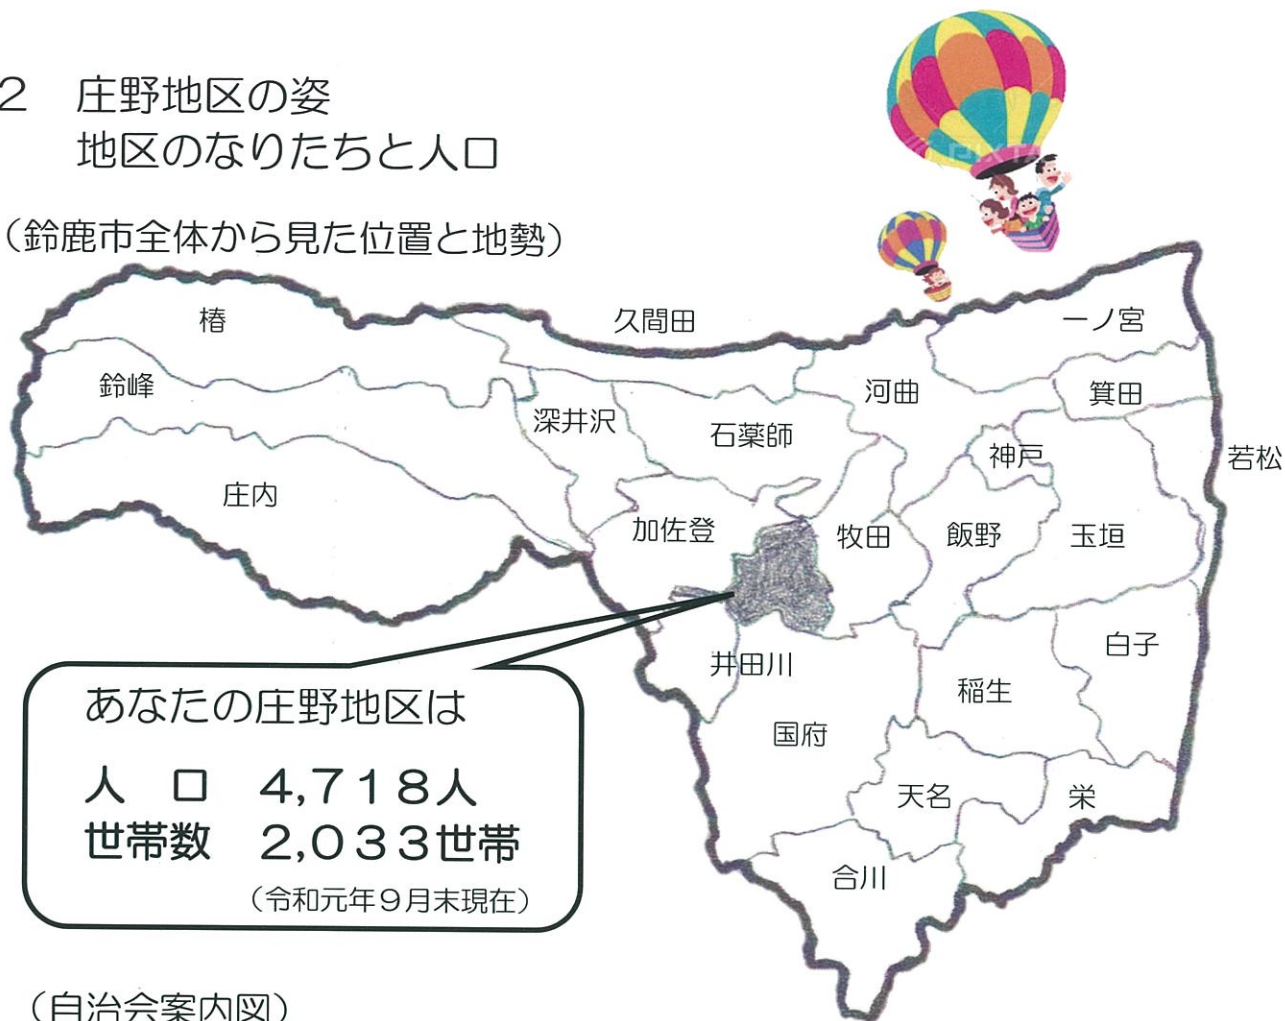 2　庄野地区の姿
地区のなりたちと人口
（鈴鹿市全体から見た位置と地勢）
椿
久間田
一ノ宮
鈴峰
河曲
箕田
深井沢
石薬師
神戸
若松
庄内
加佐登
牧田
飯野
玉垣
井田川
白子
稲生
国府
天名
栄
合川
あなたの庄野地区は
人　口　4,718人
世帯数　2,033世帯
（令和元年9月末現在）
（自治会案内図）